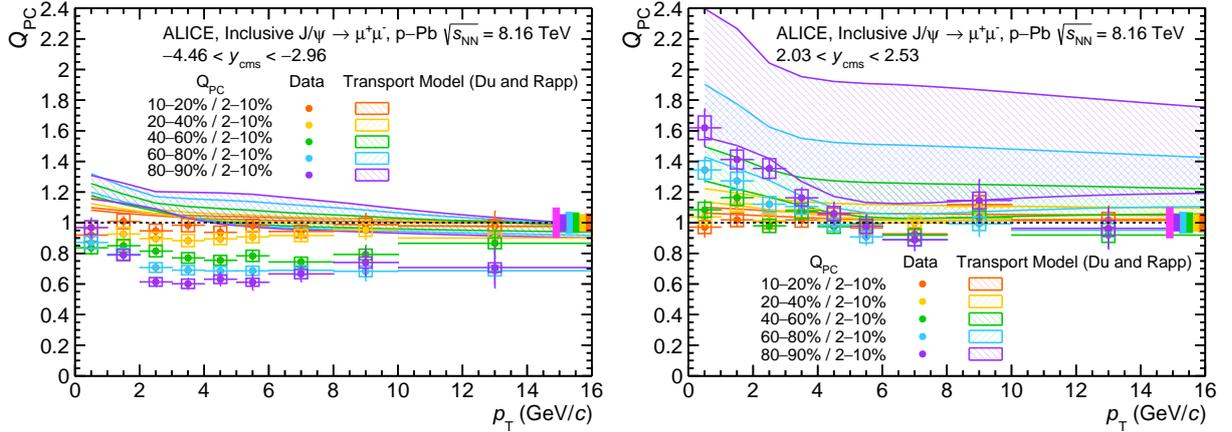 Q_PC
2.4
2.2
2
1.8
1.6
1.4
1.2
1
0.8
0.6
0.4
0.2
0
ALICE, Inclusive J/ψ → μ⁺μ⁻, p–Pb √s_NN = 8.16 TeV
−4.46 < y_cms < −2.96
Q_PC Data Transport Model (Du and Rapp)
10–20% / 2–10%
20–40% / 2–10%
40–60% / 2–10%
60–80% / 2–10%
80–90% / 2–10%
0 2 4 6 8 10 12 14 16
p_T (GeV/c)
Q_PC
2.4
2.2
2
1.8
1.6
1.4
1.2
1
0.8
0.6
0.4
0.2
0
ALICE, Inclusive J/ψ → μ⁺μ⁻, p–Pb √s_NN = 8.16 TeV
2.03 < y_cms < 2.53
Q_PC Data Transport Model (Du and Rapp)
10–20% / 2–10%
20–40% / 2–10%
40–60% / 2–10%
60–80% / 2–10%
80–90% / 2–10%
0 2 4 6 8 10 12 14 16
p_T (GeV/c)